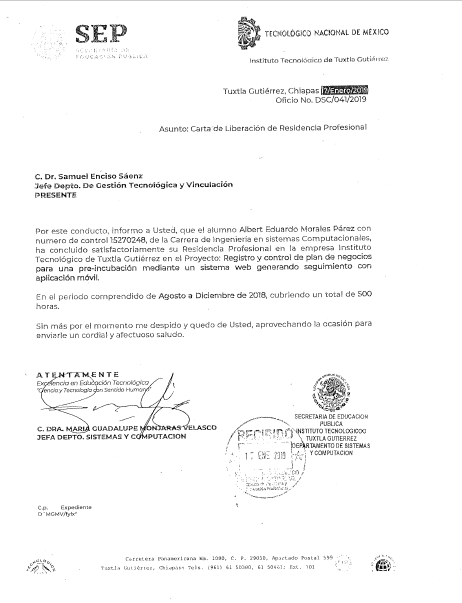 SEP
SECRETARÍA DE
EDUCACIÓN PÚBLICA
TECNOLÓGICO NACIONAL DE MÉXICO
Instituto Tecnológico de Tuxtla Gutiérrez
Tuxtla Gutiérrez, Chiapas 17/Enero/2019
Oficio No. DSC/041/2019
Asunto: Carta de Liberación de Residencia Profesional
C. Dr. Samuel Enciso Sáenz
Jefe Depto. De Gestión Tecnológica y Vinculación
PRESENTE
Por este conducto, informo a Usted, que el alumno Albert Eduardo Morales Pérez con
numero de control 15270248, de la Carrera de Ingeniería en sistemas Computacionales,
ha concluido satisfactoriamente su Residencia Profesional en la empresa Instituto
Tecnológico de Tuxtla Gutiérrez en el Proyecto: Registro y control de plan de negocios
para una pre-incubación mediante un sistema web generando seguimiento con
aplicación móvil.
En el periodo comprendido de Agosto a Diciembre de 2018, cubriendo un total de 500
horas.
Sin más por el momento me despido y quedo de Usted, aprovechando la ocasión para
enviarle un cordial y afectuoso saludo.
ATENTAMENTE
Excelencia en Educación Tecnológica
"Ciencia y Tecnología con Sentido Humano"
C. DRA. MARIA GUADALUPE MONJARAS VELASCO
JEFA DEPTO. SISTEMAS Y COMPUTACION
RECIBIDO
ENE 2019
SECRETARIA DE EDUCACION
PUBLICA
INSTITUTO TECNOLOGICODO
TUXTLA GUTIERREZ
DEPARTAMENTO DE SISTEMAS
Y COMPUTACION
C.p. Expediente
D´MGMV/fyls*
Carretera Panamericana Km. 1080, C. P. 29050, Apartado Postal 599
Tuxtla Gutiérrez, Chiapas; Tels. (961) 61 50380, 61 50461; Ext. 101